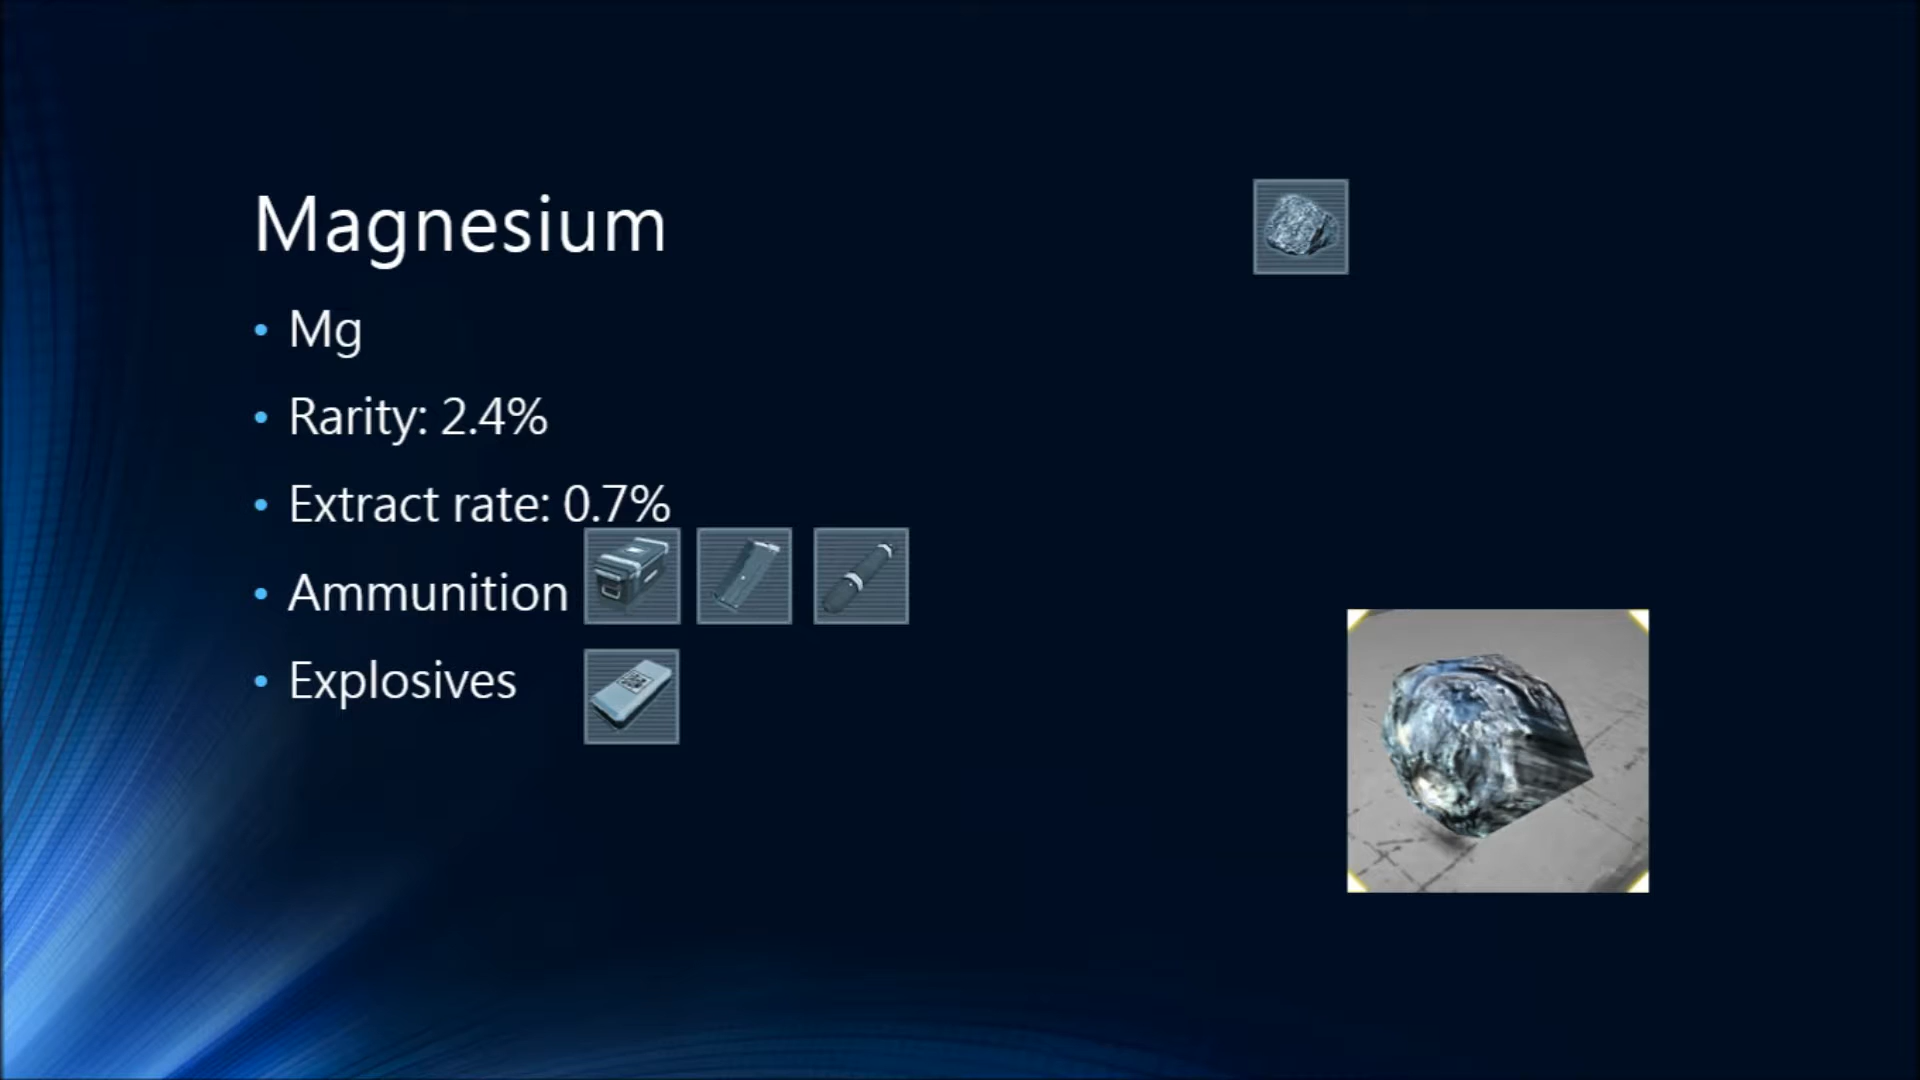 Magnesium
• Mg
• Rarity: 2.4%
• Extract rate: 0.7%
• Ammunition
• Explosives